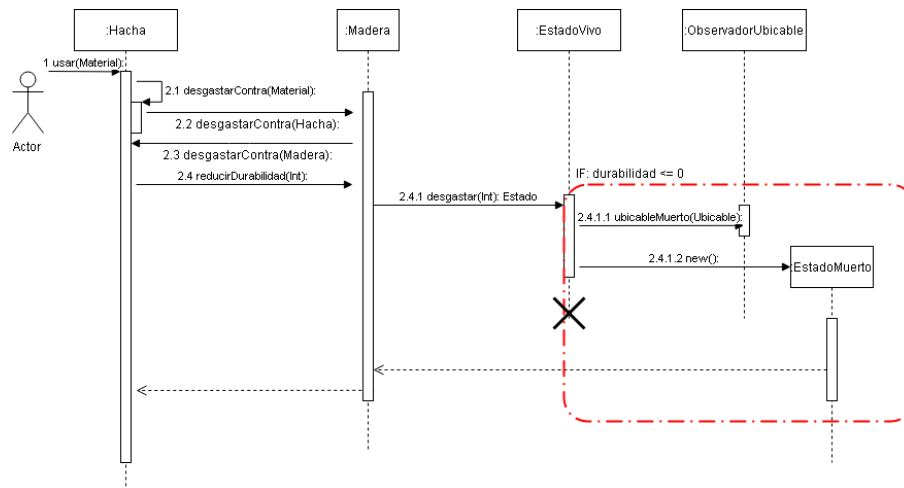 :Hacha
:Madera
:EstadoVivo
:ObservadorUbicable
1 usar(Material):
2.1 desgastarContra(Material):
2.2 desgastarContra(Hacha):
Actor
2.3 desgastarContra(Madera):
2.4 reducirDurabilidad(Int):
IF: durabilidad <= 0
2.4.1 desgastar(Int): Estado
2.4.1.1 ubicableMuerto(Ubicable):
2.4.1.2 new():
:EstadoMuerto